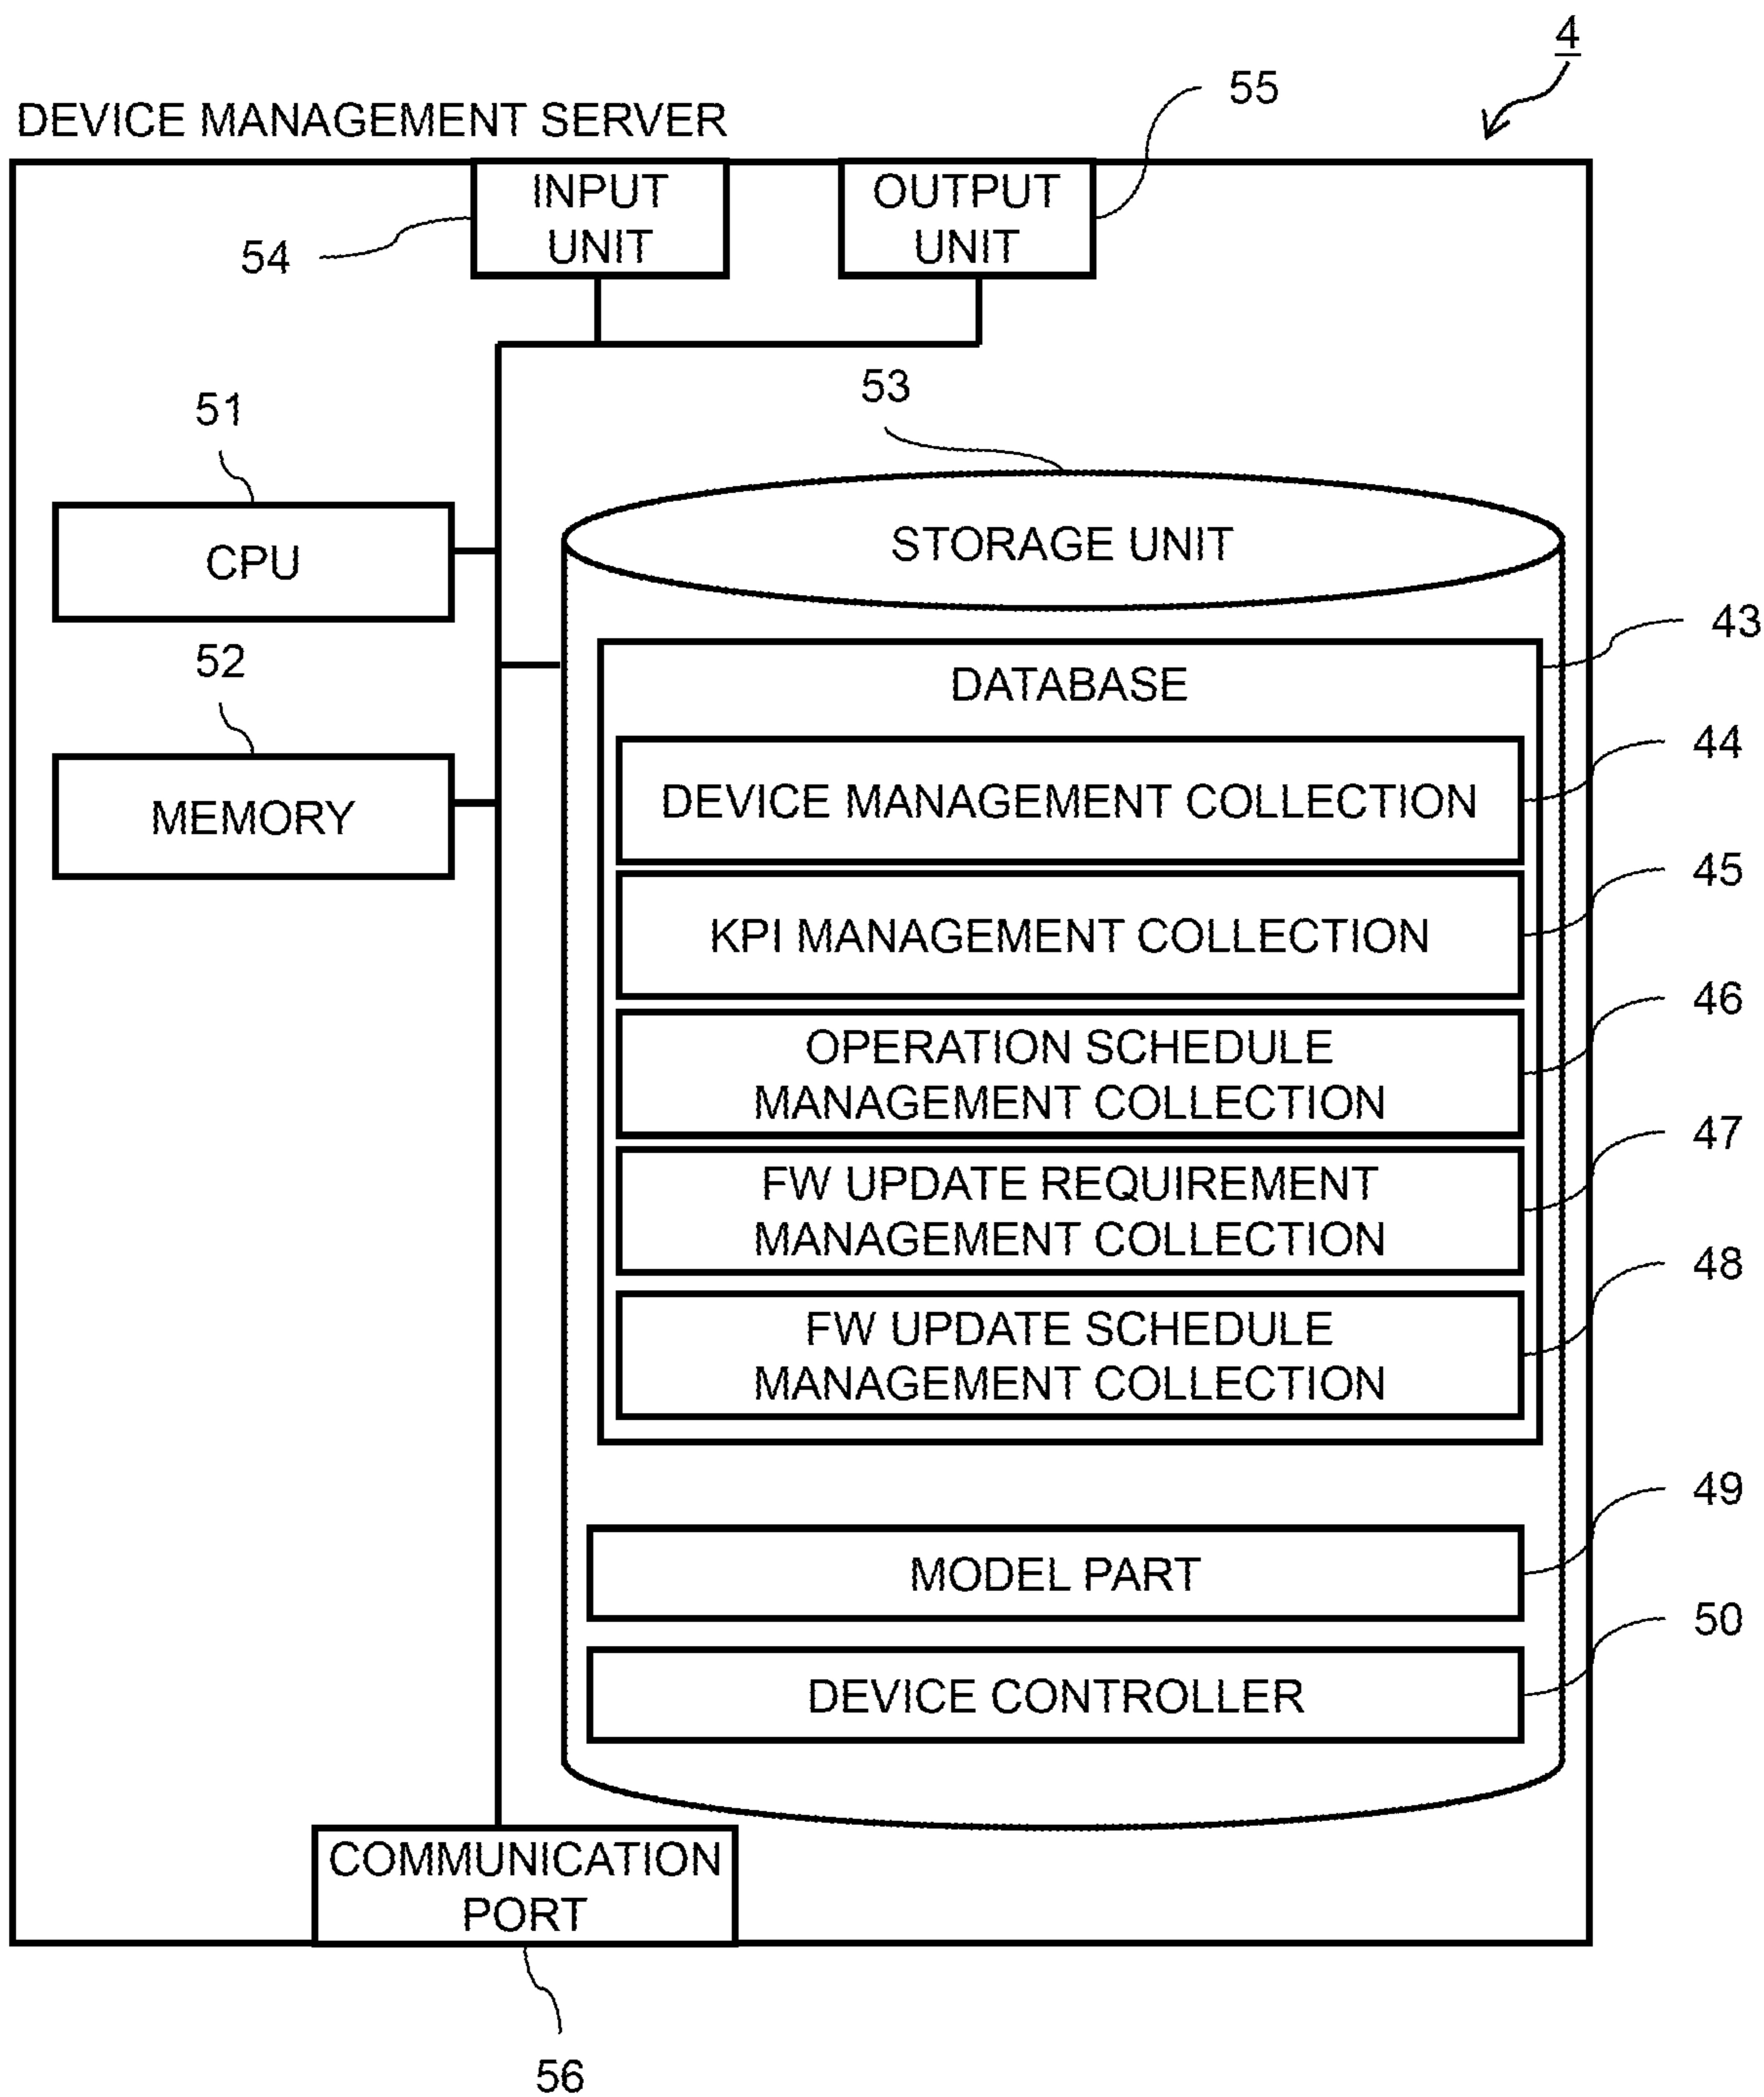 4
55
DEVICE MANAGEMENT SERVER
INPUT
UNIT
OUTPUT
UNIT
54
53
51
CPU
STORAGE UNIT
43
52
DATABASE
MEMORY
44
DEVICE MANAGEMENT COLLECTION
45
KPI MANAGEMENT COLLECTION
46
OPERATION SCHEDULE
MANAGEMENT COLLECTION
47
FW UPDATE REQUIREMENT
MANAGEMENT COLLECTION
48
FW UPDATE SCHEDULE
MANAGEMENT COLLECTION
49
MODEL PART
50
DEVICE CONTROLLER
COMMUNICATION
PORT
56